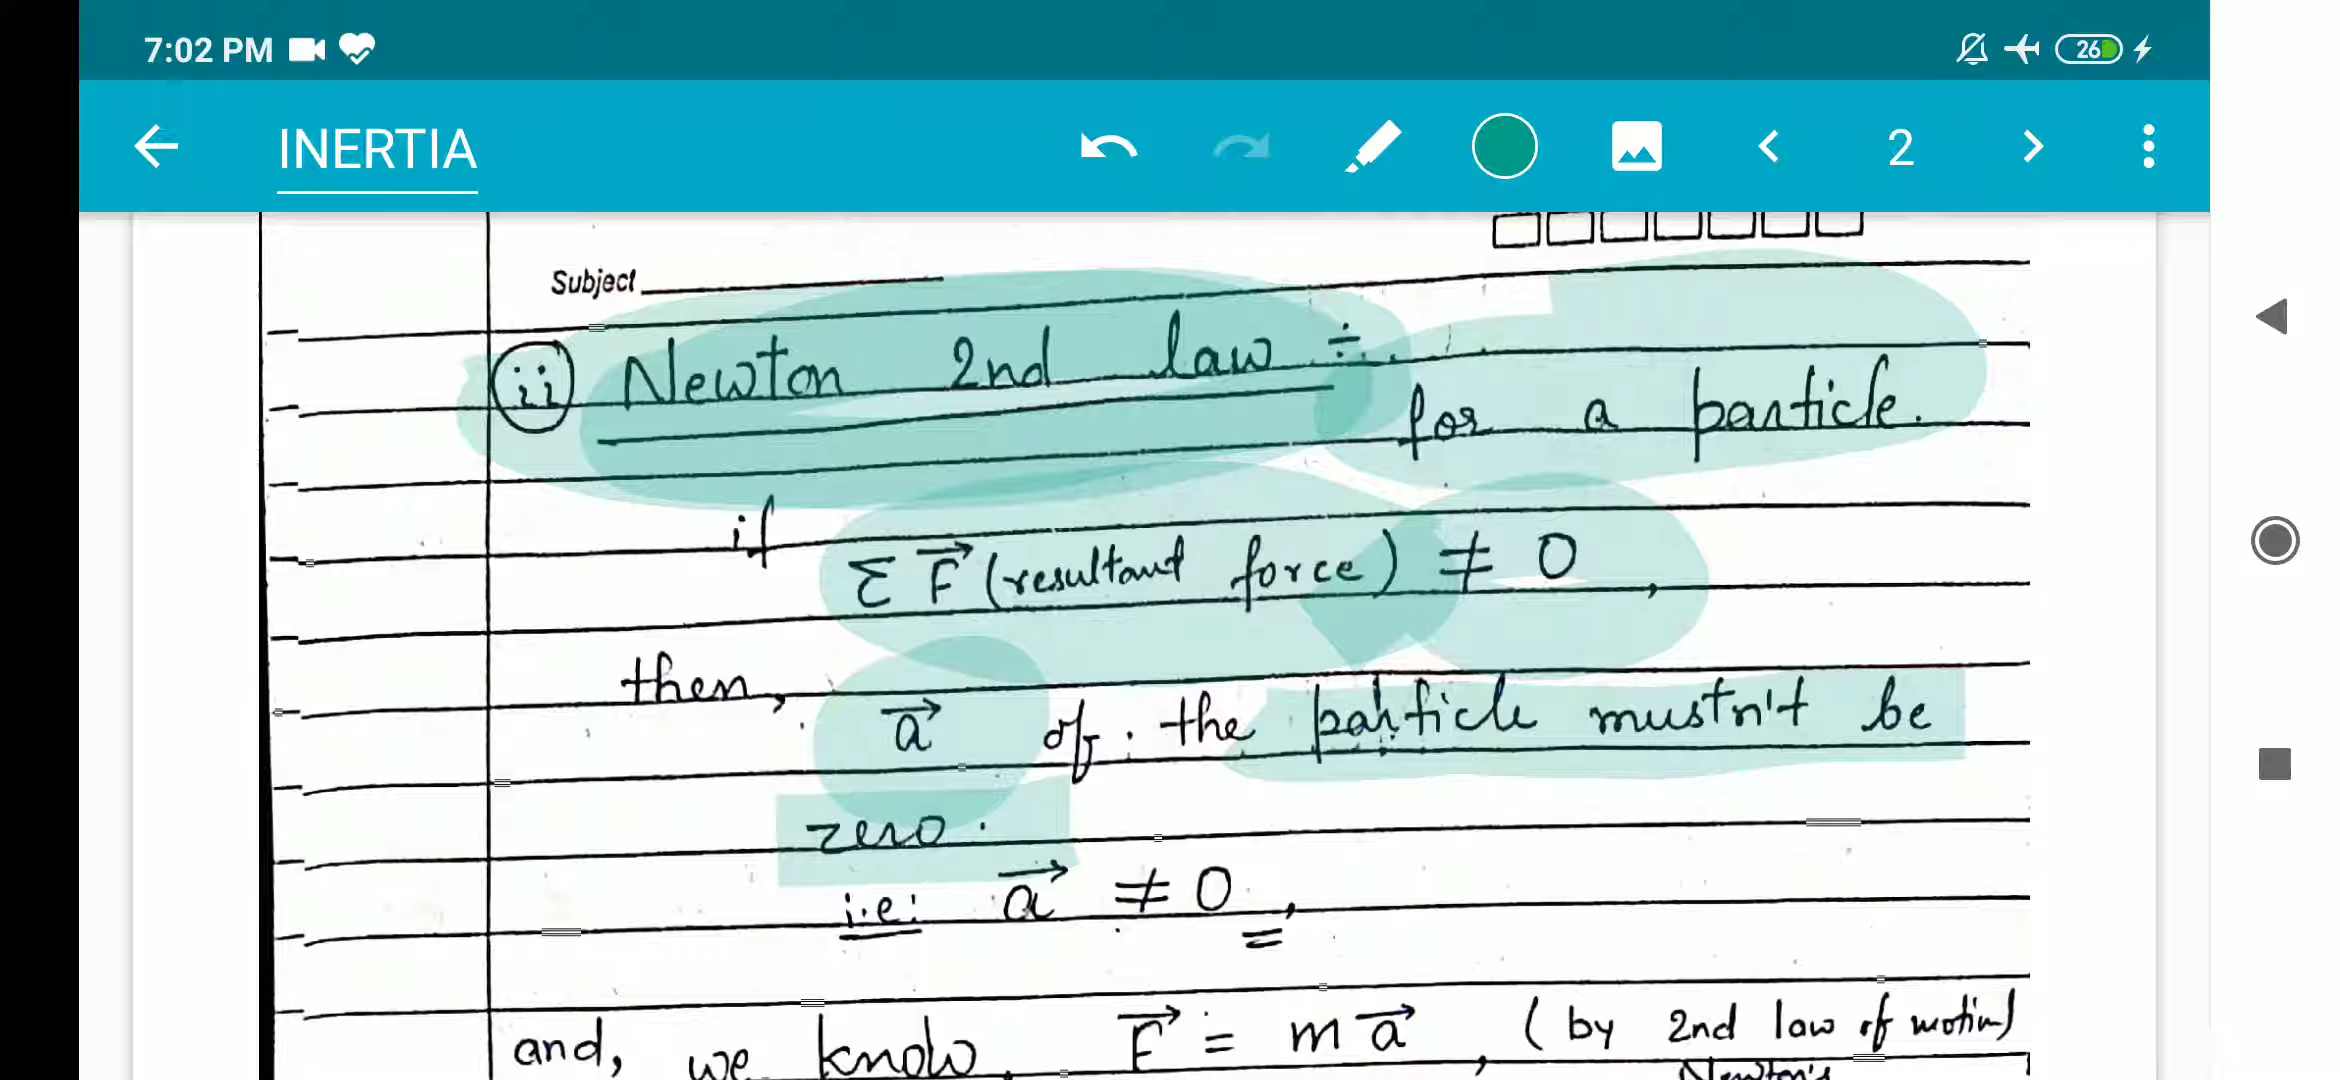 7:02 PM
26
INERTIA
2
Subject
(ii) Newton 2nd law ÷
for a particle.
if
Σ F⃗ (resultant force) ≠ 0,
then,
a⃗ of the particle mustn't be
zero.
i.e: a⃗ ≠ 0,
and, we know, F⃗ = m a⃗, (by 2nd law of motion)
Newton's